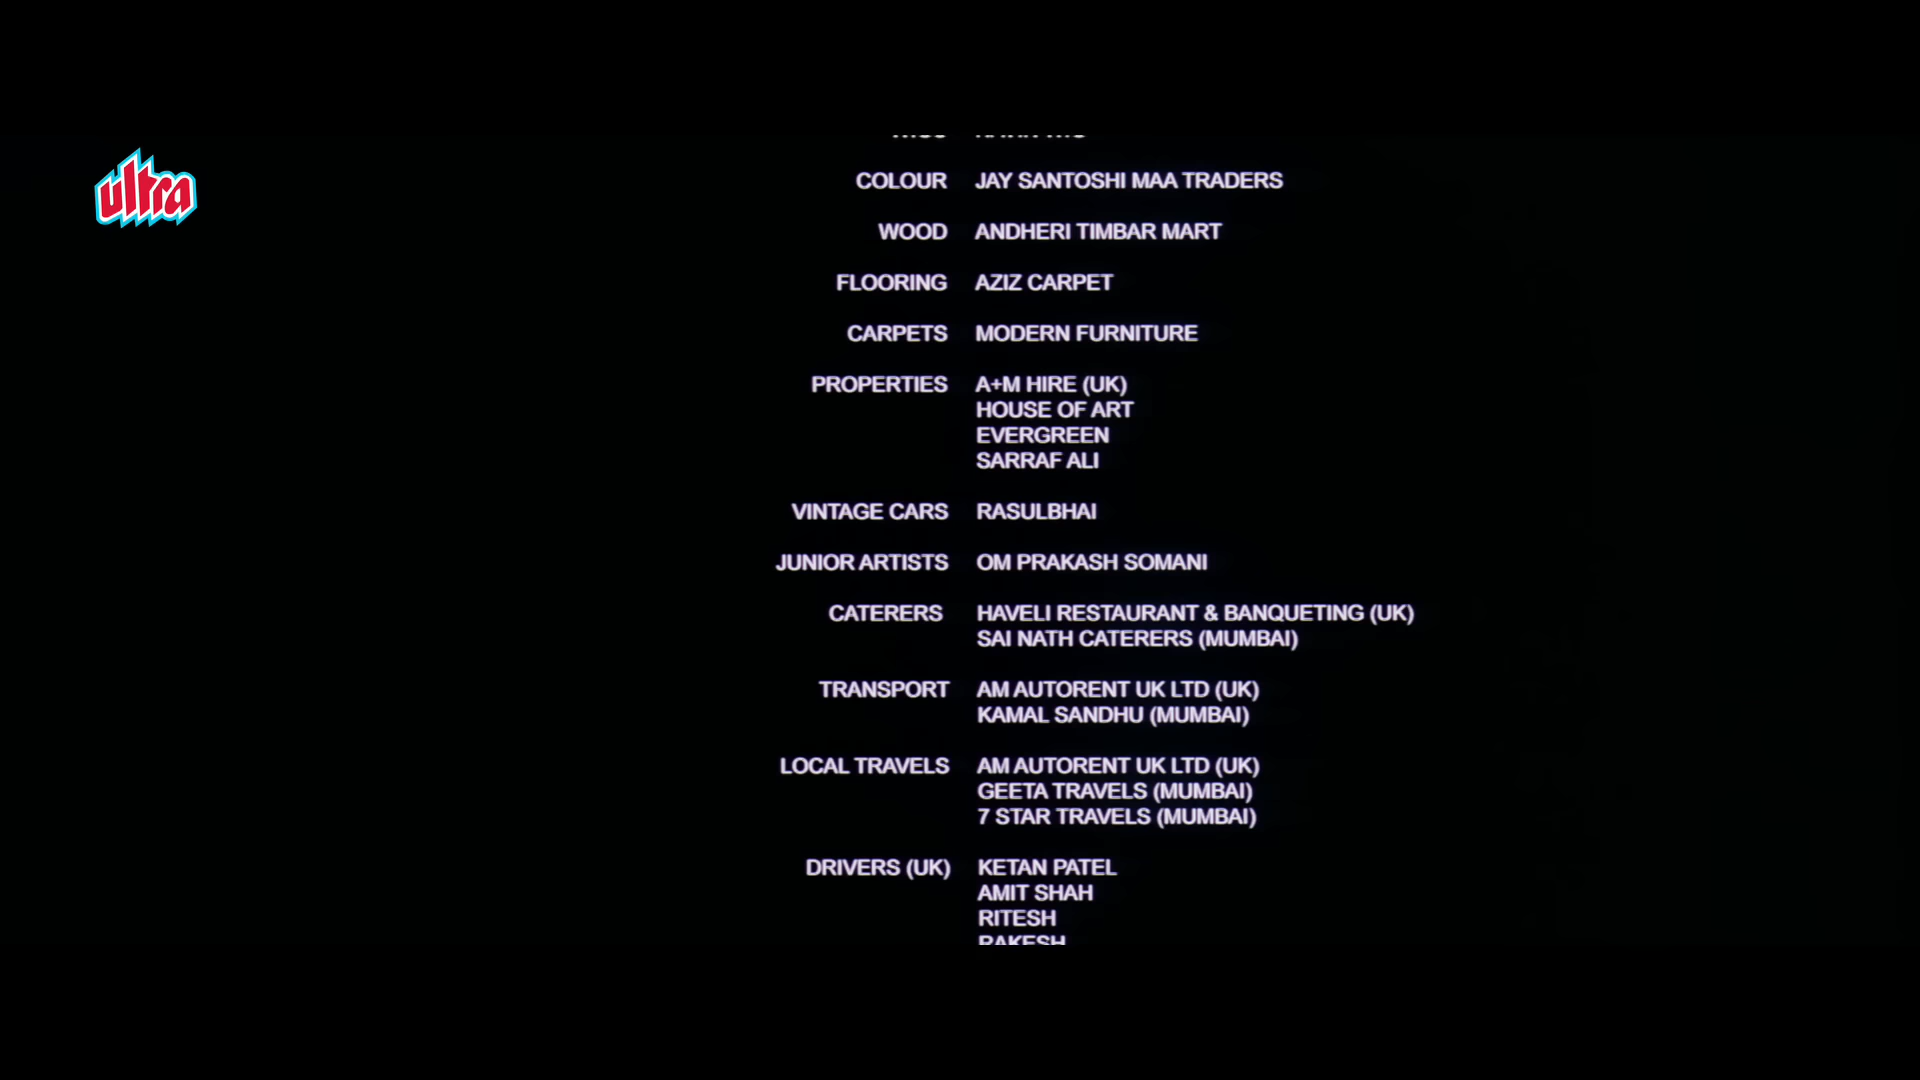 ultra
COLOUR JAY SANTOSHI MAA TRADERS
WOOD ANDHERI TIMBAR MART
FLOORING AZIZ CARPET
CARPETS MODERN FURNITURE
PROPERTIES A+M HIRE (UK)
HOUSE OF ART
EVERGREEN
SARRAF ALI
VINTAGE CARS RASULBHAI
JUNIOR ARTISTS OM PRAKASH SOMANI
CATERERS HAVELI RESTAURANT & BANQUETING (UK)
SAI NATH CATERERS (MUMBAI)
TRANSPORT AM AUTORENT UK LTD (UK)
KAMAL SANDHU (MUMBAI)
LOCAL TRAVELS AM AUTORENT UK LTD (UK)
GEETA TRAVELS (MUMBAI)
7 STAR TRAVELS (MUMBAI)
DRIVERS (UK) KETAN PATEL
AMIT SHAH
RITESH
RAKESH